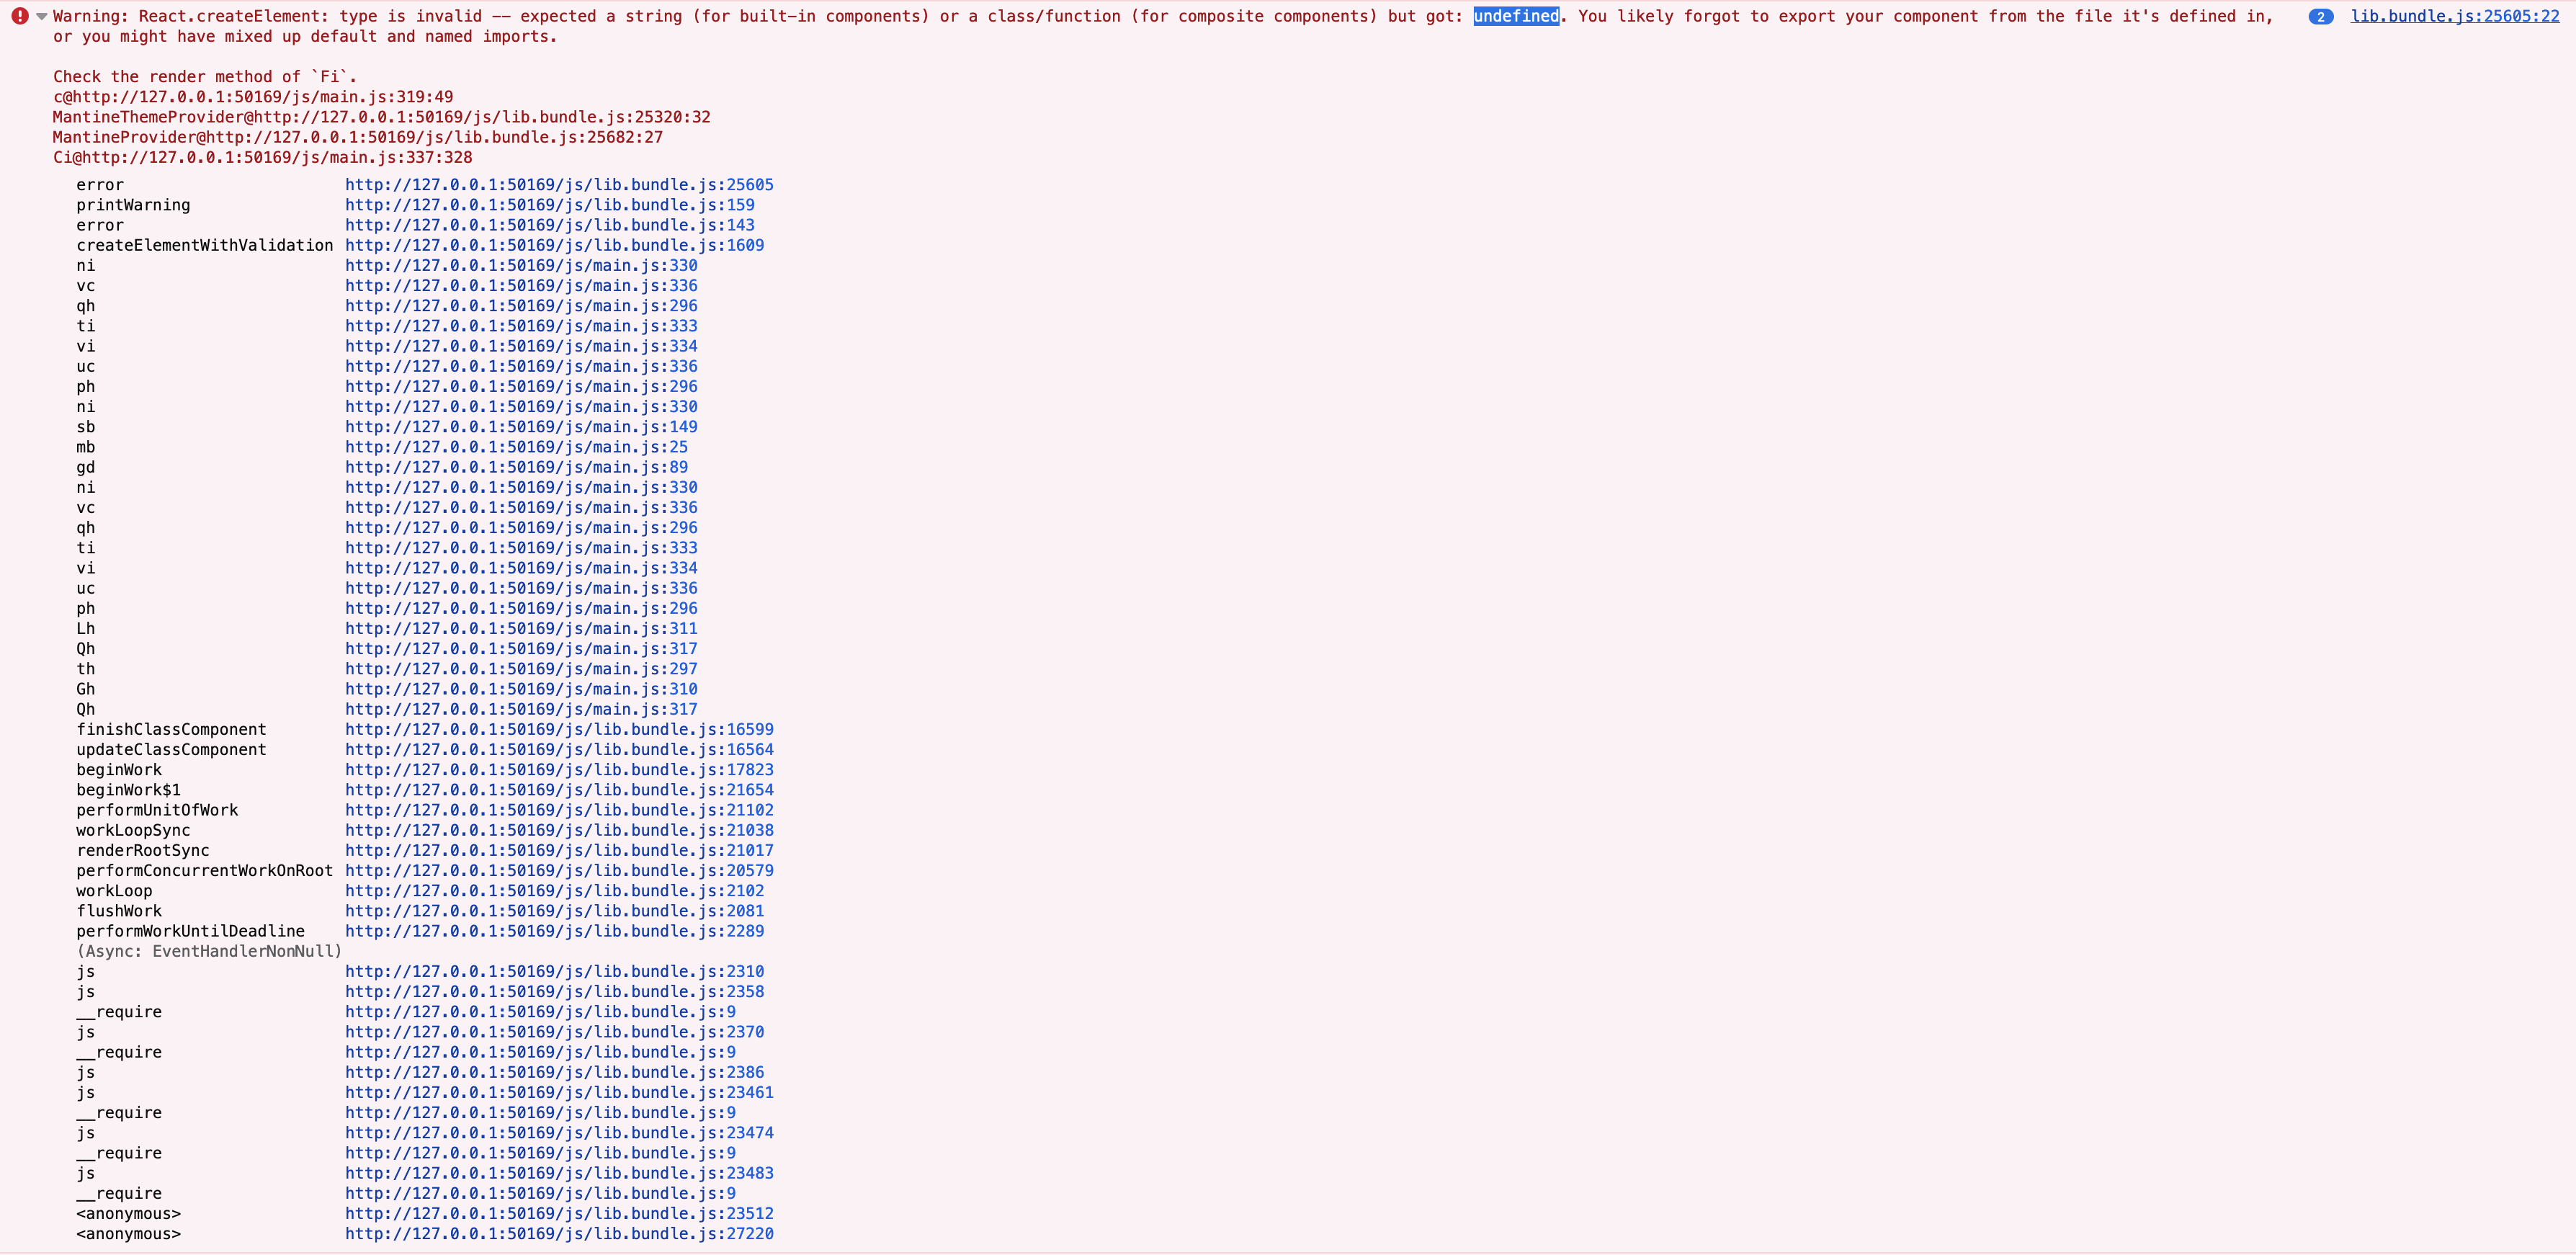 Warning: React.createElement: type is invalid -- expected a string (for built-in components) or a class/function (for composite components) but got: undefined. You likely forgot to export your component from the file it's defined in, 2 lib.bundle.js:25605:22
or you might have mixed up default and named imports.
Check the render method of `Fi`.
c@http://127.0.0.1:50169/js/main.js:319:49
MantineThemeProvider@http://127.0.0.1:50169/js/lib.bundle.js:25320:32
MantineProvider@http://127.0.0.1:50169/js/lib.bundle.js:25682:27
Ci@http://127.0.0.1:50169/js/main.js:337:328
error http://127.0.0.1:50169/js/lib.bundle.js:25605
printWarning http://127.0.0.1:50169/js/lib.bundle.js:159
error http://127.0.0.1:50169/js/lib.bundle.js:143
createElementWithValidation http://127.0.0.1:50169/js/lib.bundle.js:1609
ni http://127.0.0.1:50169/js/main.js:330
vc http://127.0.0.1:50169/js/main.js:336
qh http://127.0.0.1:50169/js/main.js:296
ti http://127.0.0.1:50169/js/main.js:333
vi http://127.0.0.1:50169/js/main.js:334
uc http://127.0.0.1:50169/js/main.js:336
ph http://127.0.0.1:50169/js/main.js:296
ni http://127.0.0.1:50169/js/main.js:330
sb http://127.0.0.1:50169/js/main.js:149
mb http://127.0.0.1:50169/js/main.js:25
gd http://127.0.0.1:50169/js/main.js:89
ni http://127.0.0.1:50169/js/main.js:330
vc http://127.0.0.1:50169/js/main.js:336
qh http://127.0.0.1:50169/js/main.js:296
ti http://127.0.0.1:50169/js/main.js:333
vi http://127.0.0.1:50169/js/main.js:334
uc http://127.0.0.1:50169/js/main.js:336
ph http://127.0.0.1:50169/js/main.js:296
Lh http://127.0.0.1:50169/js/main.js:311
Qh http://127.0.0.1:50169/js/main.js:317
th http://127.0.0.1:50169/js/main.js:297
Gh http://127.0.0.1:50169/js/main.js:310
Qh http://127.0.0.1:50169/js/main.js:317
finishClassComponent http://127.0.0.1:50169/js/lib.bundle.js:16599
updateClassComponent http://127.0.0.1:50169/js/lib.bundle.js:16564
beginWork http://127.0.0.1:50169/js/lib.bundle.js:17823
beginWork$1 http://127.0.0.1:50169/js/lib.bundle.js:21654
performUnitOfWork http://127.0.0.1:50169/js/lib.bundle.js:21102
workLoopSync http://127.0.0.1:50169/js/lib.bundle.js:21038
renderRootSync http://127.0.0.1:50169/js/lib.bundle.js:21017
performConcurrentWorkOnRoot http://127.0.0.1:50169/js/lib.bundle.js:20579
workLoop http://127.0.0.1:50169/js/lib.bundle.js:2102
flushWork http://127.0.0.1:50169/js/lib.bundle.js:2081
performWorkUntilDeadline http://127.0.0.1:50169/js/lib.bundle.js:2289
(Async: EventHandlerNonNull)
js http://127.0.0.1:50169/js/lib.bundle.js:2310
js http://127.0.0.1:50169/js/lib.bundle.js:2358
__require http://127.0.0.1:50169/js/lib.bundle.js:9
js http://127.0.0.1:50169/js/lib.bundle.js:2370
__require http://127.0.0.1:50169/js/lib.bundle.js:9
js http://127.0.0.1:50169/js/lib.bundle.js:2386
js http://127.0.0.1:50169/js/lib.bundle.js:23461
__require http://127.0.0.1:50169/js/lib.bundle.js:9
js http://127.0.0.1:50169/js/lib.bundle.js:23474
__require http://127.0.0.1:50169/js/lib.bundle.js:9
js http://127.0.0.1:50169/js/lib.bundle.js:23483
__require http://127.0.0.1:50169/js/lib.bundle.js:9
<anonymous> http://127.0.0.1:50169/js/lib.bundle.js:23512
<anonymous> http://127.0.0.1:50169/js/lib.bundle.js:27220